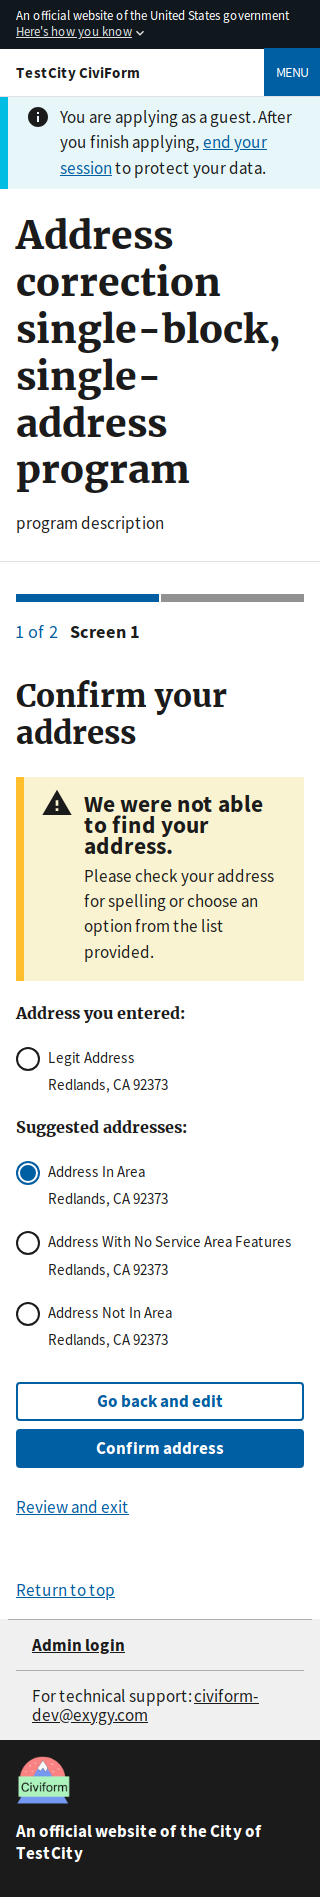 An official website of the United States government
Here's how you know
TestCity CiviForm
MENU
You are applying as a guest. After
you finish applying, end your
session to protect your data.
Address
correction
single-block,
single-
address
program
program description
1 of 2 Screen 1
Confirm your
address
We were not able
to find your
address.
Please check your address
for spelling or choose an
option from the list
provided.
Address you entered:
Legit Address
Redlands, CA 92373
Suggested addresses:
Address In Area
Redlands, CA 92373
Address With No Service Area Features
Redlands, CA 92373
Address Not In Area
Redlands, CA 92373
Go back and edit
Confirm address
Review and exit
Return to top
Admin login
For technical support: civiform-
dev@exygy.com
Civiform
An official website of the City of
TestCity